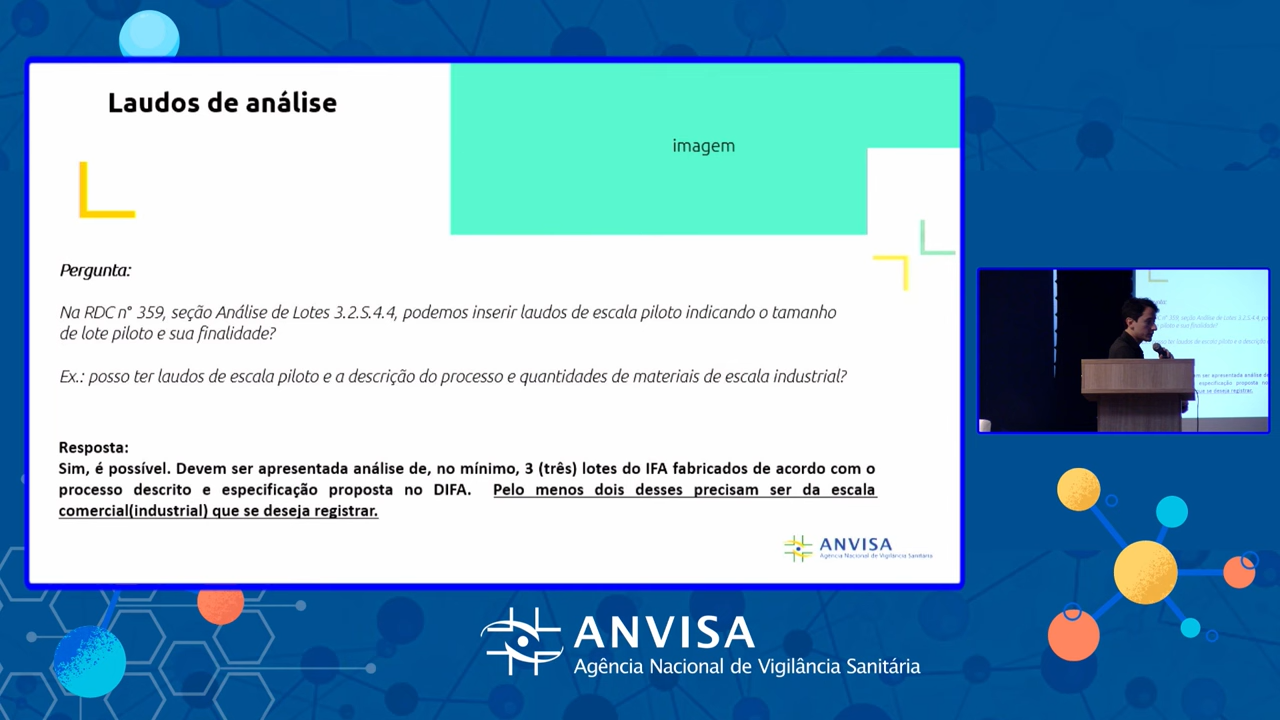 Laudos de análise
imagem
Pergunta:
Na RDC n° 359, seção Análise de Lotes 3.2.S.4.4, podemos inserir laudos de escala piloto indicando o tamanho
de lote piloto e sua finalidade?
Ex.: posso ter laudos de escala piloto e a descrição do processo e quantidades de materiais de escala industrial?
Resposta:
Sim, é possível. Devem ser apresentada análise de, no mínimo, 3 (três) lotes do IFA fabricados de acordo com o
processo descrito e especificação proposta no DIFA. Pelo menos dois desses precisam ser da escala
comercial(industrial) que se deseja registrar.
ANVISA
Agência Nacional de Vigilância Sanitária
ANVISA
Agência Nacional de Vigilância Sanitária